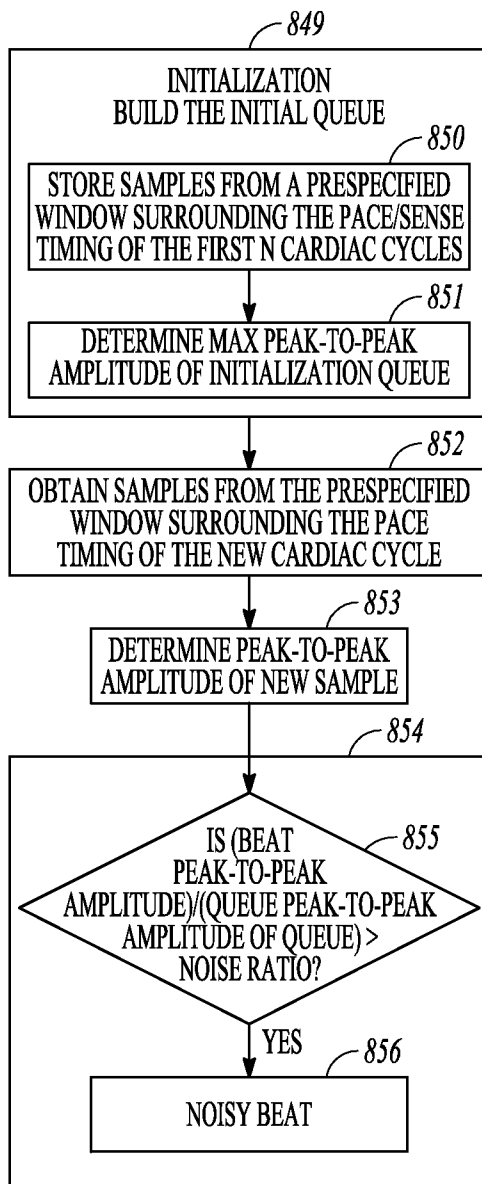 849
INITIALIZATION
BUILD THE INITIAL QUEUE
850
STORE SAMPLES FROM A PRESPECIFIED
WINDOW SURROUNDING THE PACE/SENSE
TIMING OF THE FIRST N CARDIAC CYCLES
851
DETERMINE MAX PEAK-TO-PEAK
AMPLITUDE OF INITIALIZATION QUEUE
852
OBTAIN SAMPLES FROM THE PRESPECIFIED
WINDOW SURROUNDING THE PACE
TIMING OF THE NEW CARDIAC CYCLE
853
DETERMINE PEAK-TO-PEAK
AMPLITUDE OF NEW SAMPLE
854
855
IS (BEAT
PEAK-TO-PEAK
AMPLITUDE)/(QUEUE PEAK-TO-PEAK
AMPLITUDE OF QUEUE) >
NOISE RATIO?
YES
856
NOISY BEAT